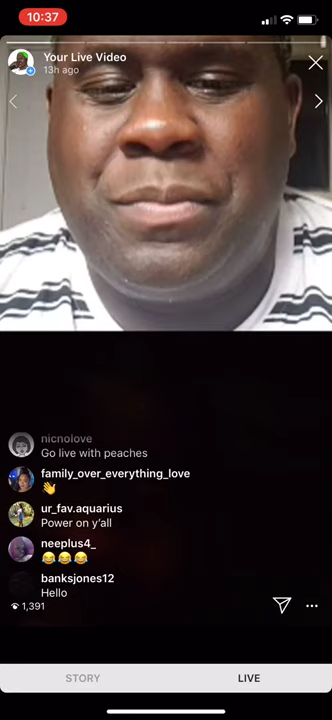 10:37
Your Live Video
13h ago
nicnolove
Go live with peaches
family_over_everything_love
👋
ur_fav.aquarius
Power on y'all
neeplus4_
😂😂😂
banksjones12
Hello
1,391
STORY
LIVE